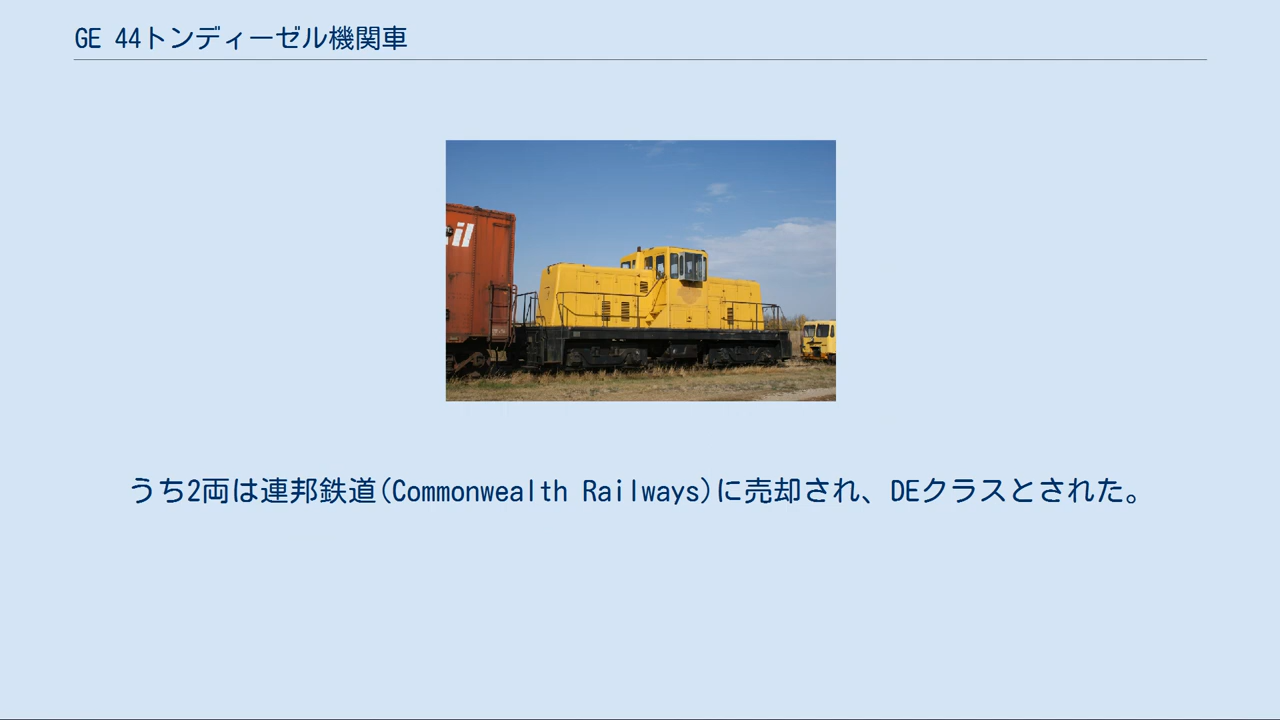 GE 44トンディーゼル機関車
il
うち2両は連邦鉄道(Commonwealth Railways)に売却され、DEクラスとされた。